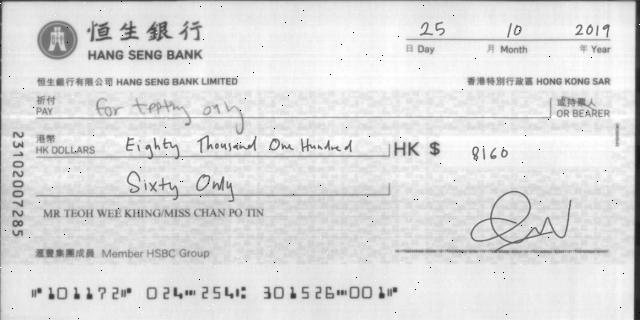 恒生銀行
HANG SENG BANK
25 10 2019
日 Day 月 Month 年 Year
恒生銀行有限公司 HANG SENG BANK LIMITED
香港特別行政區 HONG KONG SAR
祈付
PAY
for testing only
或持票人
OR BEARER
港幣
HK DOLLARS
Eighty Thousand One Hundred
HK $ 8160
Sixty Only
MR TEOH WEE KHING/MISS CHAN PO TIN
滙豐集團成員 Member HSBC Group
23102007285
⑈101172⑈ 024⑉254⑆ 301526⑉001⑈